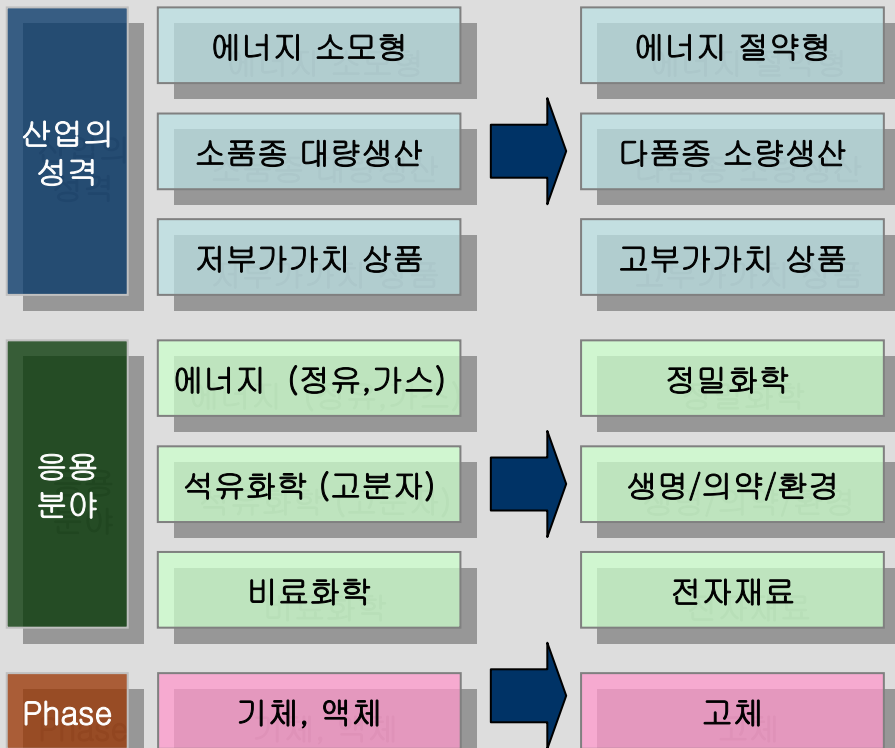 산업의
성격
에너지 소모형
에너지 절약형
소품종 대량생산
다품종 소량생산
저부가가치 상품
고부가가치 상품
응용
분야
에너지 (정유,가스)
정밀화학
석유화학 (고분자)
생명/의약/환경
비료화학
전자재료
Phase
기체, 액체
고체